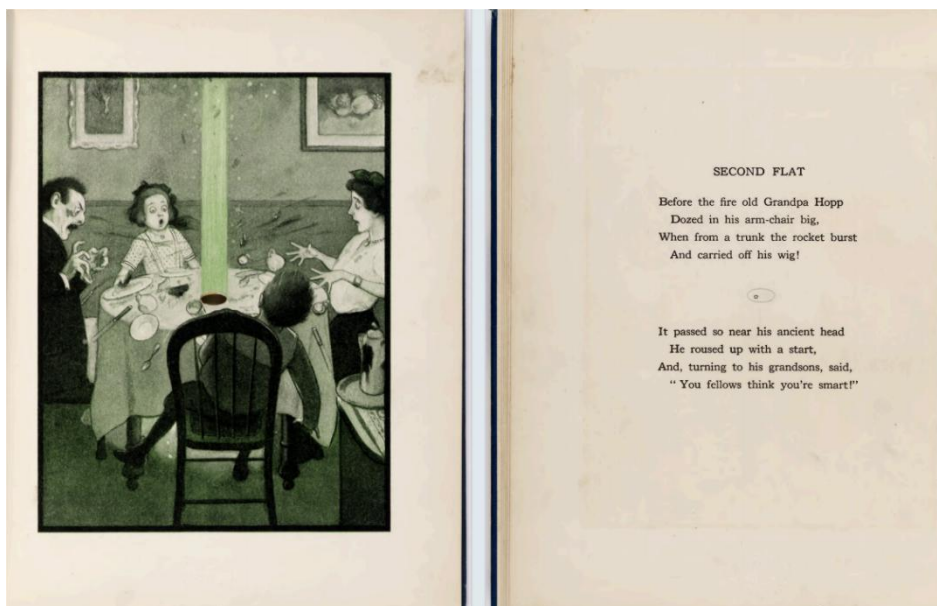 SECOND FLAT
Before the fire old Grandpa Hopp
Dozed in his arm-chair big,
When from a trunk the rocket burst
And carried off his wig!
It passed so near his ancient head
He roused up with a start,
And, turning to his grandsons, said,
“ You fellows think you're smart!”